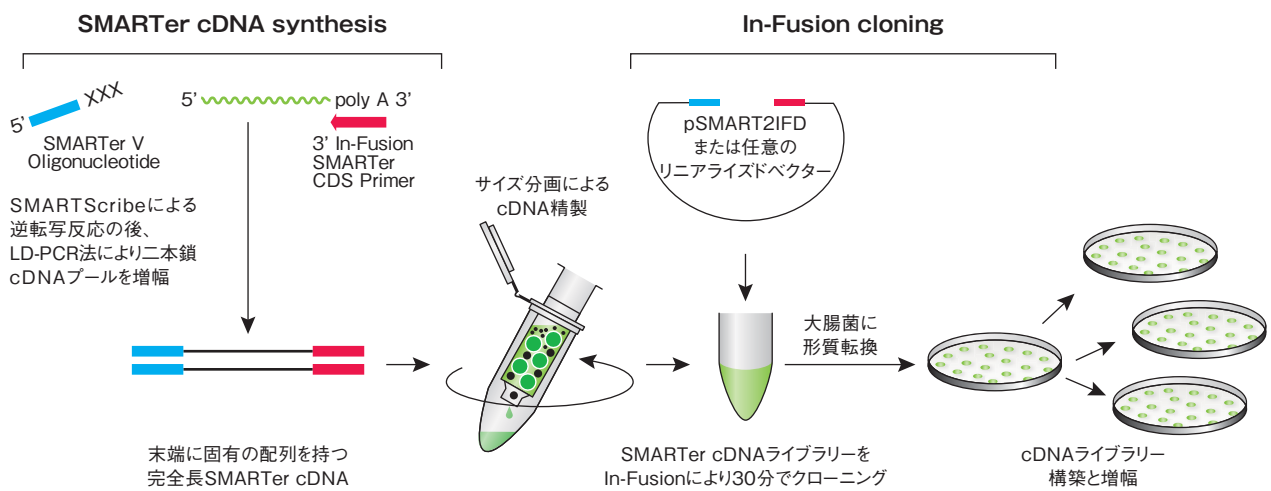 SMARTer cDNA synthesis
In-Fusion cloning
5'
XXX
SMARTer V
Oligonucleotide
5'
poly A 3'
3' In-Fusion
SMARTer
CDS Primer
SMARTScribeによる
逆転写反応の後、
LD-PCR法により二本鎖
cDNAプールを増幅
末端に固有の配列を持つ
完全長SMARTer cDNA
サイズ分画による
cDNA精製
pSMART2IFD
または任意の
リニアライズドベクター
SMARTer cDNAライブラリーを
In-Fusionにより30分でクローニング
大腸菌に
形質転換
cDNAライブラリー
構築と増幅